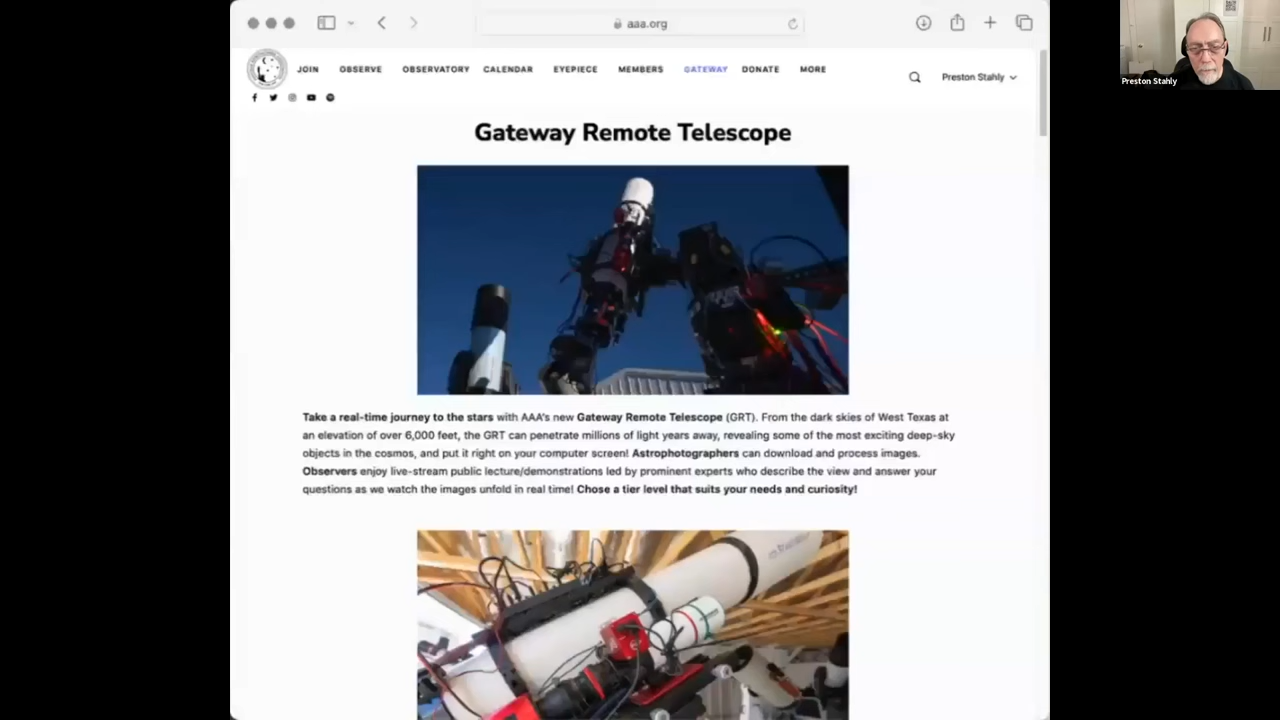 aaa.org
JOIN OBSERVE OBSERVATORY CALENDAR EYEPIECE MEMBERS GATEWAY DONATE MORE
Preston Stahly
Preston Stahly
Gateway Remote Telescope
Take a real-time journey to the stars with AAA's new Gateway Remote Telescope (GRT). From the dark skies of West Texas at
an elevation of over 6,000 feet, the GRT can penetrate millions of light years away, revealing some of the most exciting deep-sky
objects in the cosmos, and put it right on your computer screen! Astrophotographers can download and process images.
Observers enjoy live-stream public lecture/demonstrations led by prominent experts who describe the view and answer your
questions as we watch the images unfold in real time! Chose a tier level that suits your needs and curiosity!